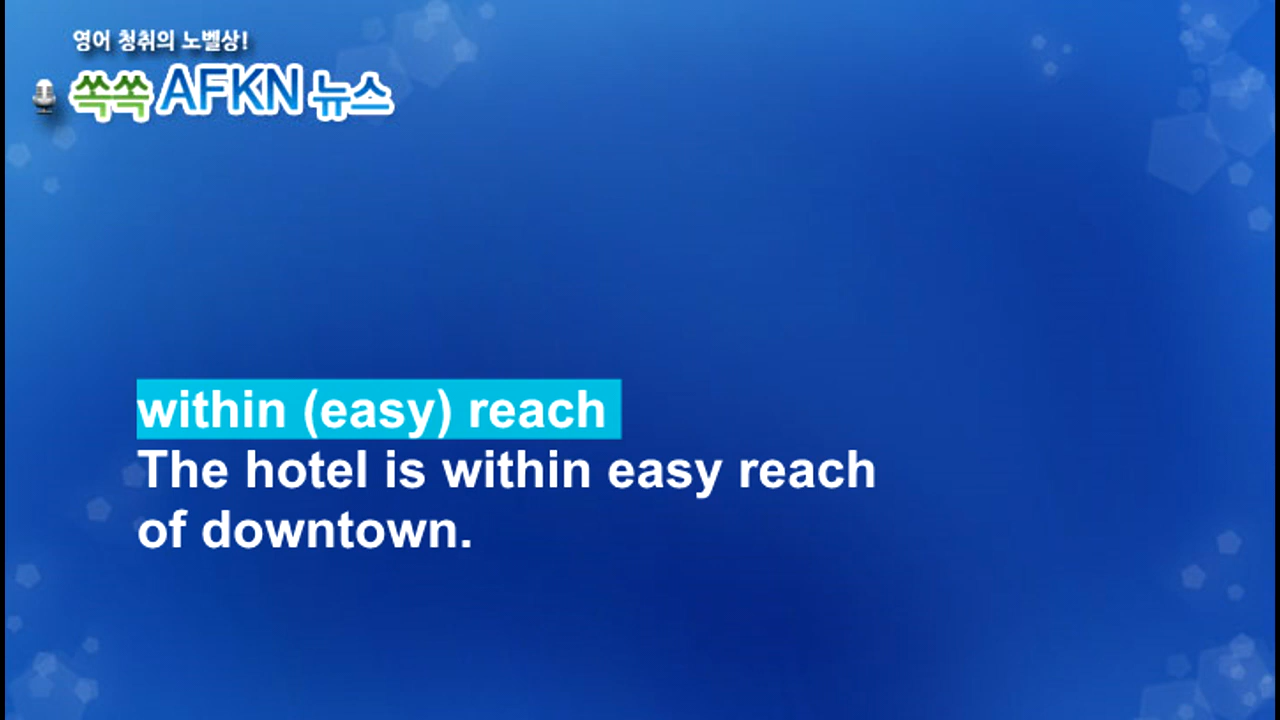 영어 청취의 노벨상!
쏙쏙 AFKN 뉴스
within (easy) reach
The hotel is within easy reach
of downtown.